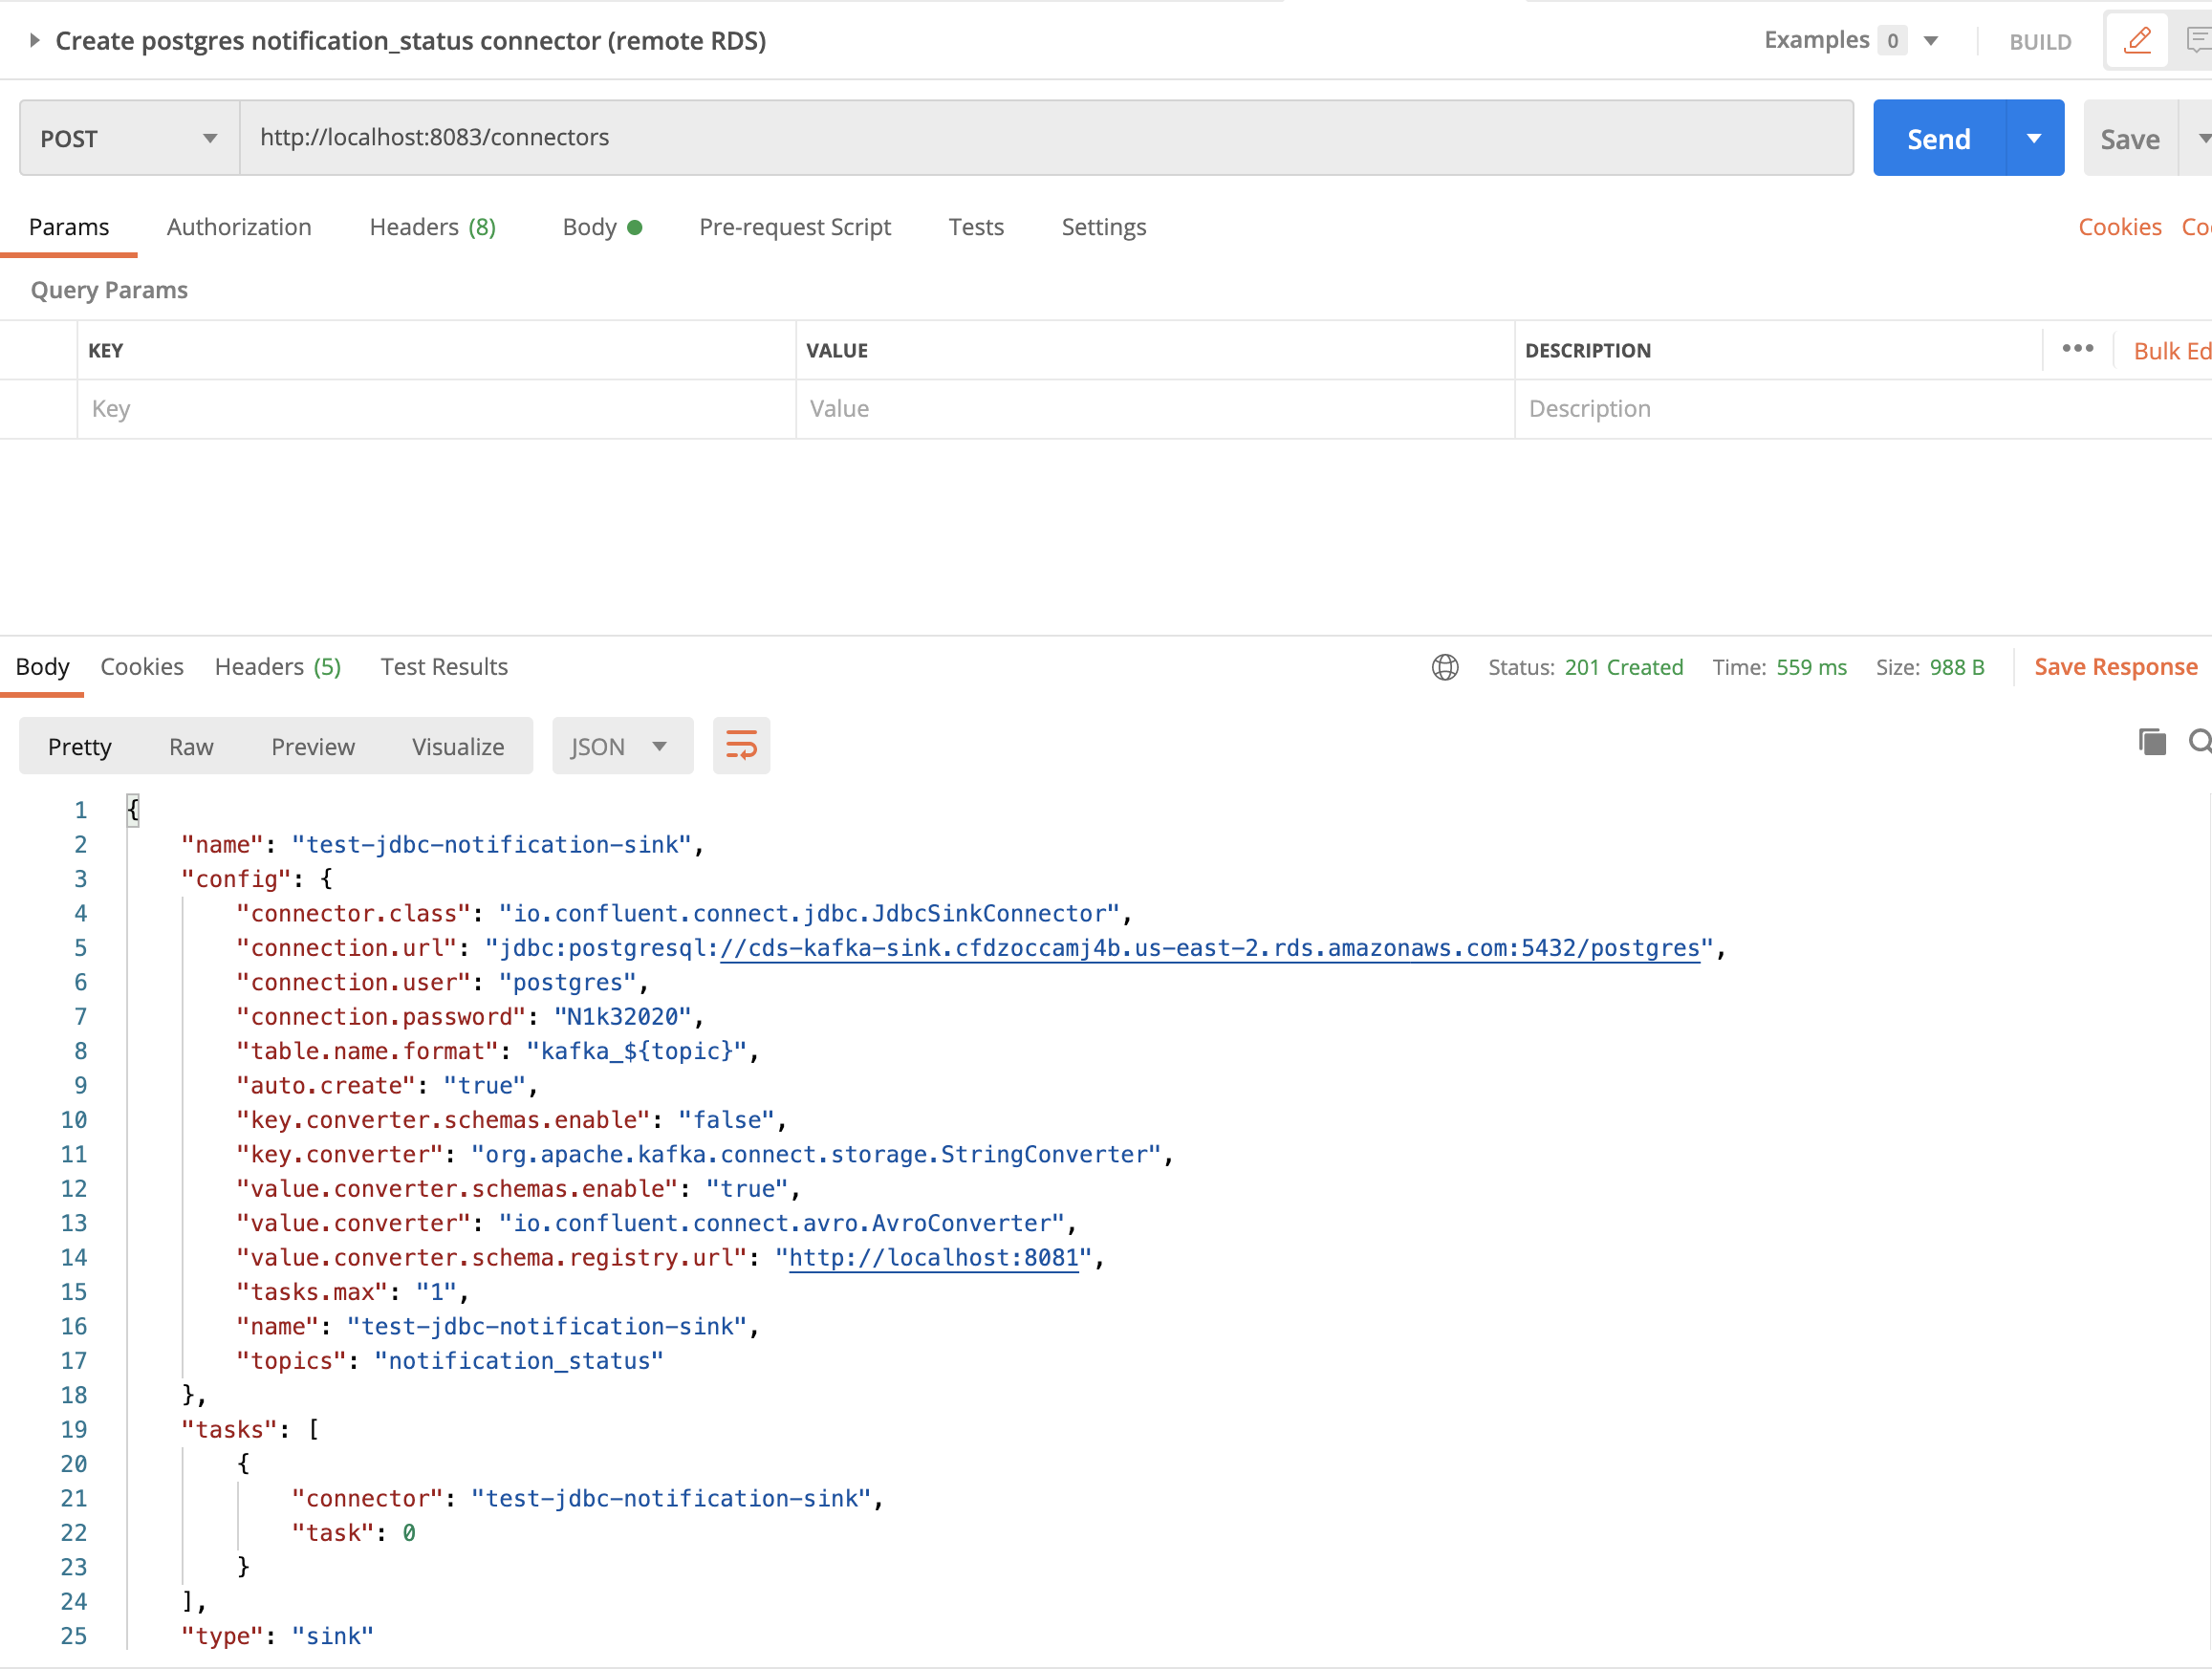 Create postgres notification_status connector (remote RDS)
Examples 0
BUILD
POST
http://localhost:8083/connectors
Send
Save
Params
Authorization
Headers (8)
Body
Pre-request Script
Tests
Settings
Cookies
Query Params
KEY
VALUE
DESCRIPTION
Bulk Ed
Key
Value
Description
Body
Cookies
Headers (5)
Test Results
Status: 201 Created
Time: 559 ms
Size: 988 B
Save Response
Pretty
Raw
Preview
Visualize
JSON
1 {
2 "name": "test-jdbc-notification-sink",
3 "config": {
4 "connector.class": "io.confluent.connect.jdbc.JdbcSinkConnector",
5 "connection.url": "jdbc:postgresql://cds-kafka-sink.cfdzoccamj4b.us-east-2.rds.amazonaws.com:5432/postgres",
6 "connection.user": "postgres",
7 "connection.password": "N1k32020",
8 "table.name.format": "kafka_${topic}",
9 "auto.create": "true",
10 "key.converter.schemas.enable": "false",
11 "key.converter": "org.apache.kafka.connect.storage.StringConverter",
12 "value.converter.schemas.enable": "true",
13 "value.converter": "io.confluent.connect.avro.AvroConverter",
14 "value.converter.schema.registry.url": "http://localhost:8081",
15 "tasks.max": "1",
16 "name": "test-jdbc-notification-sink",
17 "topics": "notification_status"
18 },
19 "tasks": [
20 {
21 "connector": "test-jdbc-notification-sink",
22 "task": 0
23 }
24 ],
25 "type": "sink"